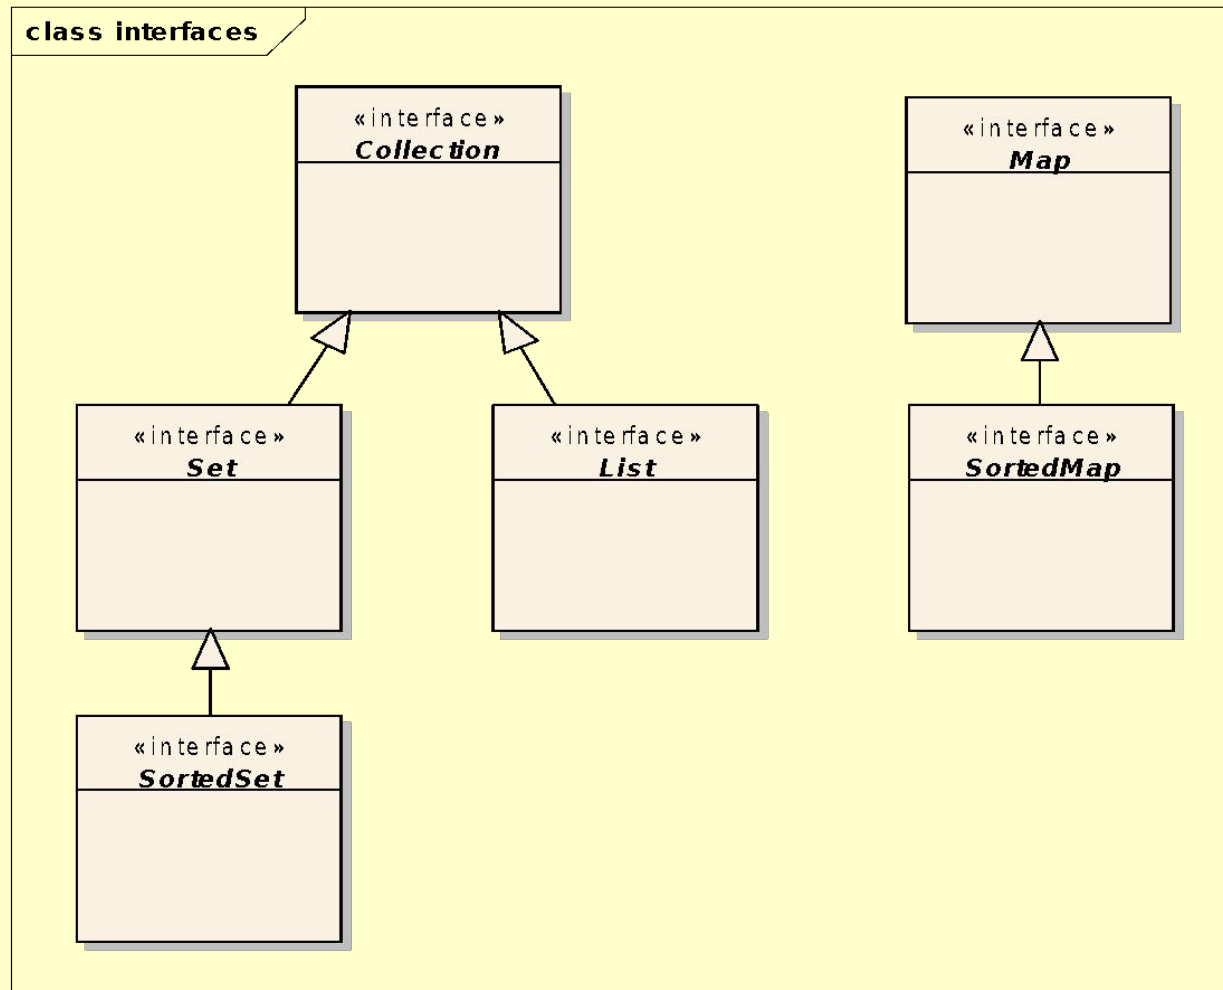 class interfaces
«interface»
Collection
«interface»
Map
«interface»
Set
«interface»
List
«interface»
SortedMap
«interface»
SortedSet